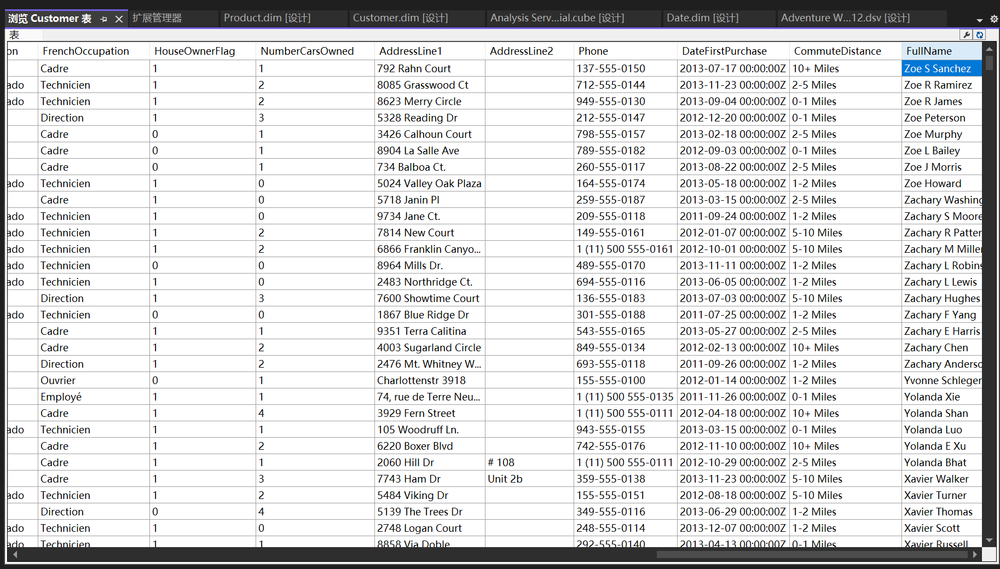 浏览 Customer 表 扩展管理器 Product.dim [设计] Customer.dim [设计] Analysis Serv...ial.cube [设计] Date.dim [设计] Adventure W...12.dsv [设计]
表
on FrenchOccupation HouseOwnerFlag NumberCarsOwned AddressLine1 AddressLine2 Phone DateFirstPurchase CommuteDistance FullName
Cadre 1 1 792 Rahn Court 137-555-0150 2013-07-17 00:00:00Z 10+ Miles Zoe S Sanchez
ado Technicien 1 2 8085 Grasswood Ct 712-555-0144 2013-11-23 00:00:00Z 2-5 Miles Zoe R Ramirez
ado Technicien 1 2 8623 Merry Circle 949-555-0130 2013-09-04 00:00:00Z 0-1 Miles Zoe R James
Direction 1 3 5328 Reading Dr 212-555-0147 2012-12-20 00:00:00Z 0-1 Miles Zoe Peterson
Cadre 0 1 3426 Calhoun Court 798-555-0157 2013-02-18 00:00:00Z 2-5 Miles Zoe Murphy
Cadre 0 1 8904 La Salle Ave 789-555-0182 2012-09-03 00:00:00Z 0-1 Miles Zoe L Bailey
Cadre 0 1 734 Balboa Ct. 260-555-0117 2013-08-22 00:00:00Z 2-5 Miles Zoe J Morris
ado Technicien 1 0 5024 Valley Oak Plaza 164-555-0174 2013-05-18 00:00:00Z 1-2 Miles Zoe Howard
Cadre 1 0 5718 Janin Pl 259-555-0187 2013-03-15 00:00:00Z 2-5 Miles Zachary Washing
ado Technicien 1 0 9734 Jane Ct. 209-555-0118 2011-09-24 00:00:00Z 1-2 Miles Zachary S Moore
ado Technicien 1 2 7814 New Court 149-555-0161 2012-01-07 00:00:00Z 5-10 Miles Zachary R Patter
ado Technicien 1 2 6866 Franklin Canyo... 1 (11) 500 555-0161 2012-10-01 00:00:00Z 5-10 Miles Zachary M Miller
ado Technicien 0 0 8964 Mills Dr. 489-555-0170 2013-11-11 00:00:00Z 1-2 Miles Zachary L Robins
ado Technicien 1 0 2483 Northridge Ct. 694-555-0116 2013-06-05 00:00:00Z 1-2 Miles Zachary L Lewis
Direction 1 3 7600 Showtime Court 136-555-0183 2013-07-03 00:00:00Z 5-10 Miles Zachary Hughes
ado Technicien 0 0 1867 Blue Ridge Dr 301-555-0188 2011-07-25 00:00:00Z 1-2 Miles Zachary F Yang
Cadre 1 1 9351 Terra Calitina 543-555-0165 2013-05-27 00:00:00Z 2-5 Miles Zachary E Harris
Cadre 1 2 4003 Sugarland Circle 849-555-0134 2012-02-13 00:00:00Z 10+ Miles Zachary Chen
Direction 1 2 2476 Mt. Whitney W... 693-555-0118 2011-09-26 00:00:00Z 1-2 Miles Zachary Anderso
Ouvrier 0 1 Charlottenstr 3918 155-555-0100 2012-01-14 00:00:00Z 1-2 Miles Yvonne Schleger
Employé 1 1 74, rue de Terre Neu... 1 (11) 500 555-0135 2011-11-26 00:00:00Z 0-1 Miles Yolanda Xie
Cadre 1 4 3929 Fern Street 1 (11) 500 555-0111 2012-04-18 00:00:00Z 10+ Miles Yolanda Shan
ado Technicien 1 1 105 Woodruff Ln. 943-555-0155 2013-03-15 00:00:00Z 0-1 Miles Yolanda Luo
Cadre 1 2 6220 Boxer Blvd 742-555-0176 2012-11-10 00:00:00Z 10+ Miles Yolanda E Xu
Cadre 1 1 2060 Hill Dr # 108 1 (11) 500 555-0111 2012-10-29 00:00:00Z 2-5 Miles Yolanda Bhat
Cadre 1 3 7743 Ham Dr Unit 2b 359-555-0138 2013-11-23 00:00:00Z 5-10 Miles Xavier Walker
ado Technicien 1 2 5484 Viking Dr 155-555-0151 2012-08-18 00:00:00Z 5-10 Miles Xavier Turner
Direction 0 4 5139 The Trees Dr 349-555-0116 2013-06-29 00:00:00Z 1-2 Miles Xavier Thomas
ado Technicien 1 0 2748 Logan Court 248-555-0114 2013-12-07 00:00:00Z 1-2 Miles Xavier Scott
ado Technicien 1 1 8858 Via Doble 292-555-0140 2013-04-13 00:00:00Z 0-1 Miles Xavier Russell